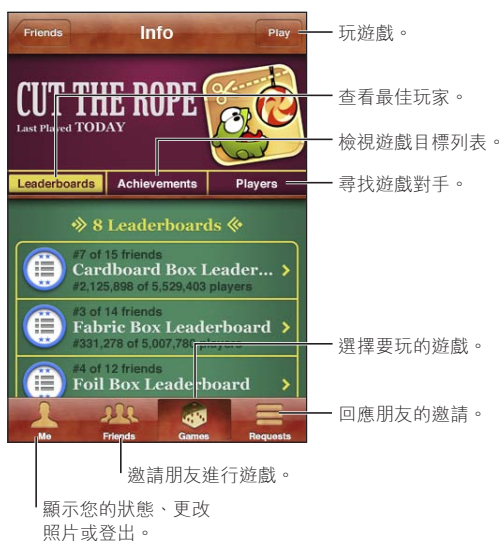 Friends
Info
Play
玩遊戲。
CUT THE ROPE
Last Played TODAY
查看最佳玩家。
檢視遊戲目標列表。
Leaderboards
Achievements
Players
尋找遊戲對手。
8 Leaderboards
#7 of 15 friends
Cardboard Box Leader...
#2,125,898 of 5,529,403 players
#3 of 14 friends
Fabric Box Leaderboard
#331,278 of 5,007,780 players
選擇要玩的遊戲。
#4 of 12 friends
Foil Box Leaderboard
回應朋友的邀請。
Me
Friends
Games
Requests
邀請朋友進行遊戲。
顯示您的狀態、更改
照片或登出。